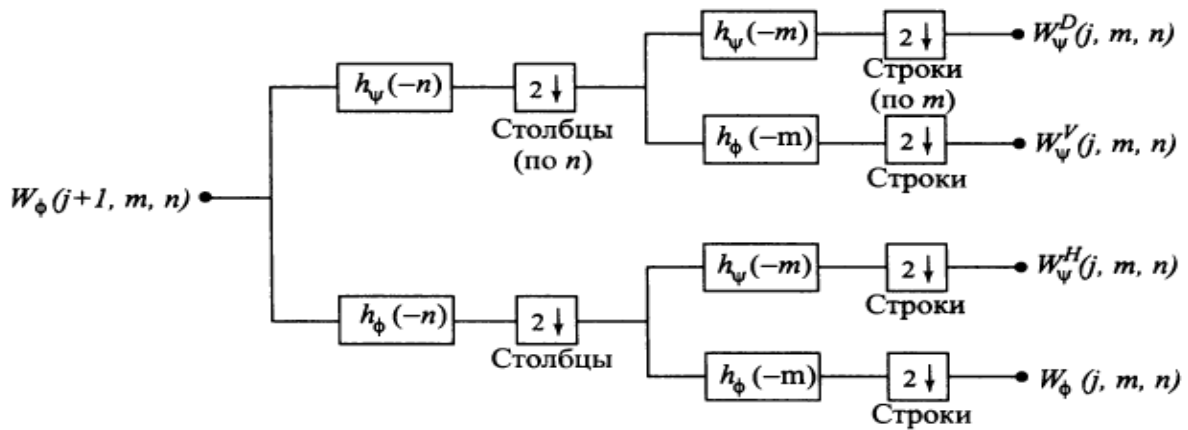 h_ψ(−m) 2↓ W_ψ^D(j, m, n)
Строки
(по m)
h_ψ(−n) 2↓
Столбцы
(по n)
h_ϕ(−m) 2↓ W_ψ^V(j, m, n)
Строки
W_ϕ(j+1, m, n)
h_ψ(−m) 2↓ W_ψ^H(j, m, n)
Строки
h_ϕ(−n) 2↓
Столбцы
h_ϕ(−m) 2↓ W_ϕ (j, m, n)
Строки